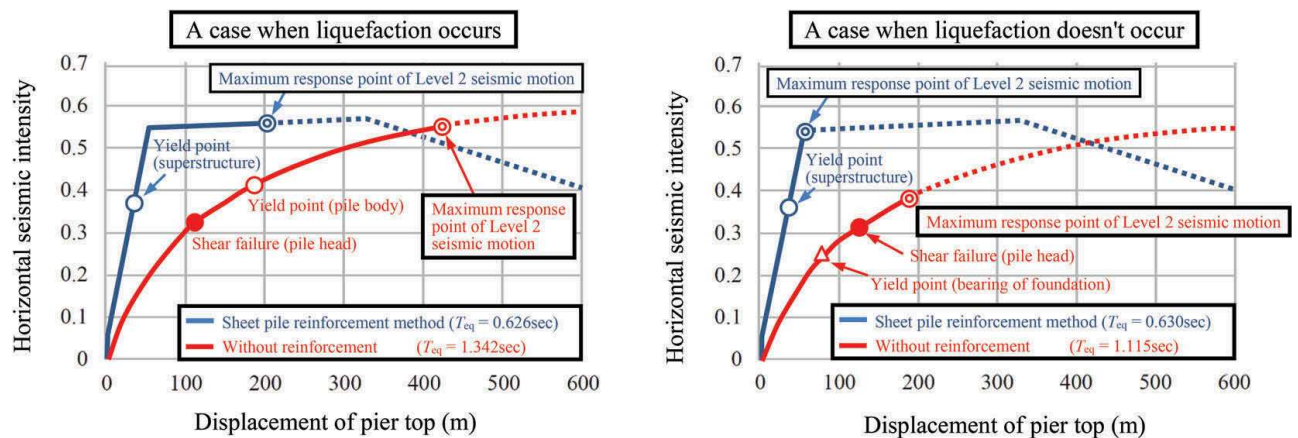 A case when liquefaction occurs
Horizontal seismic intensity
0.7
0.6
0.5
0.4
0.3
0.2
0.1
0
Maximum response point of Level 2 seismic motion
Yield point
(superstructure)
Yield point (pile body)
Shear failure (pile head)
Maximum response
point of Level 2
seismic motion
Sheet pile reinforcement method (Teq = 0.626sec)
Without reinforcement (Teq = 1.342sec)
0 100 200 300 400 500 600
Displacement of pier top (m)
A case when liquefaction doesn't occur
Horizontal seismic intensity
0.7
0.6
0.5
0.4
0.3
0.2
0.1
0
Maximum response point of Level 2 seismic motion
Yield point
(superstructure)
Maximum response point of Level 2 seismic motion
Shear failure (pile head)
Yield point (bearing of foundation)
Sheet pile reinforcement method (Teq = 0.630sec)
Without reinforcement (Teq = 1.115sec)
0 100 200 300 400 500 600
Displacement of pier top (m)